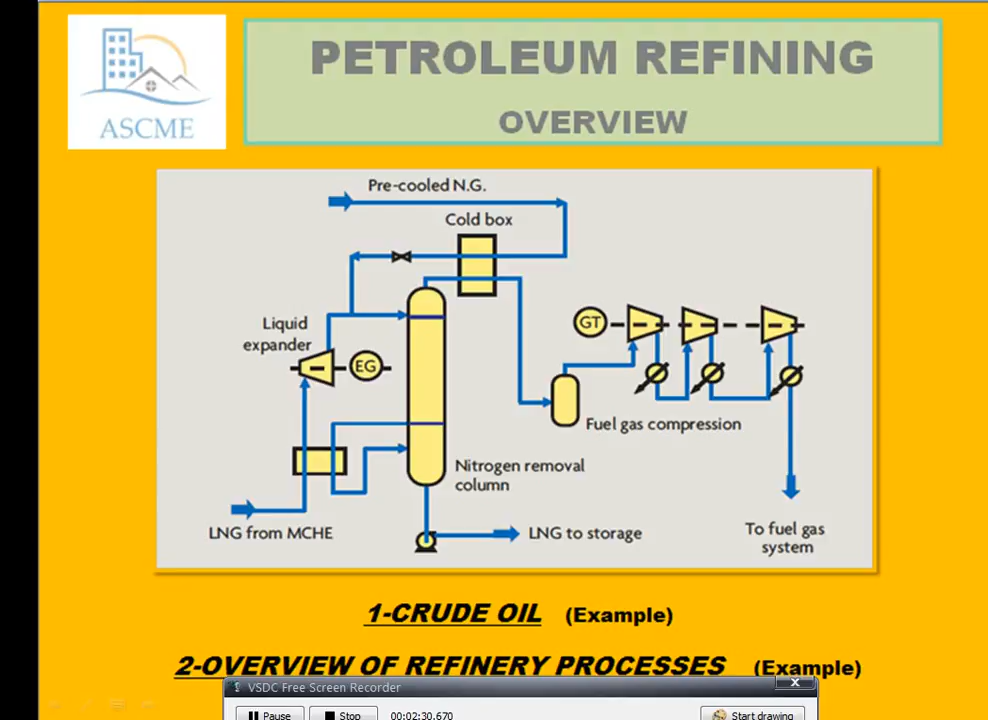 ASCME
PETROLEUM REFINING
OVERVIEW
Pre-cooled N.G.
Cold box
Liquid
expander
EG
GT
Fuel gas compression
Nitrogen removal
column
LNG from MCHE
LNG to storage
To fuel gas
system
1-CRUDE OIL (Example)
2-OVERVIEW OF REFINERY PROCESSES (Example)
VSDC Free Screen Recorder
x
Pause
Stop
00:02:30.670
Start drawing